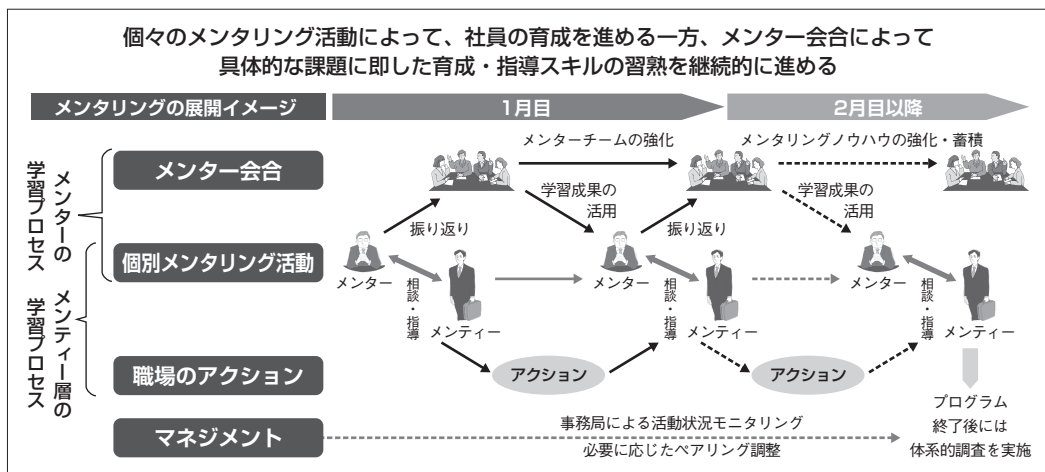 個々のメンタリング活動によって、社員の育成を進める一方、メンター会合によって
具体的な課題に即した育成・指導スキルの習熟を継続的に進める
メンタリングの展開イメージ
1月目
2月目以降
メンターの
学習プロセス
メンティー層の
学習プロセス
メンター会合
メンターチームの強化
メンタリングノウハウの強化・蓄積
学習成果の
活用
学習成果の
活用
振り返り
振り返り
個別メンタリング活動
メンター
メンター
メンター
相談・指導
相談・指導
相談・指導
メンティー
メンティー
メンティー
職場のアクション
アクション
アクション
マネジメント
事務局による活動状況モニタリング
必要に応じたペアリング調整
プログラム
終了後には
体系的調査を実施